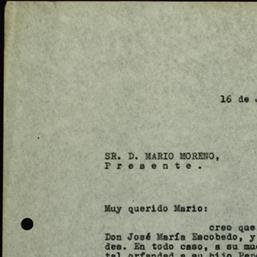 16 de
SR. D. MARIO MORENO,
P r e s e n t e .
Muy querido Mario:
creo que
Don José María Escobedo, y
des. En todo caso, a su
tal orfandad a su hijo Pepe